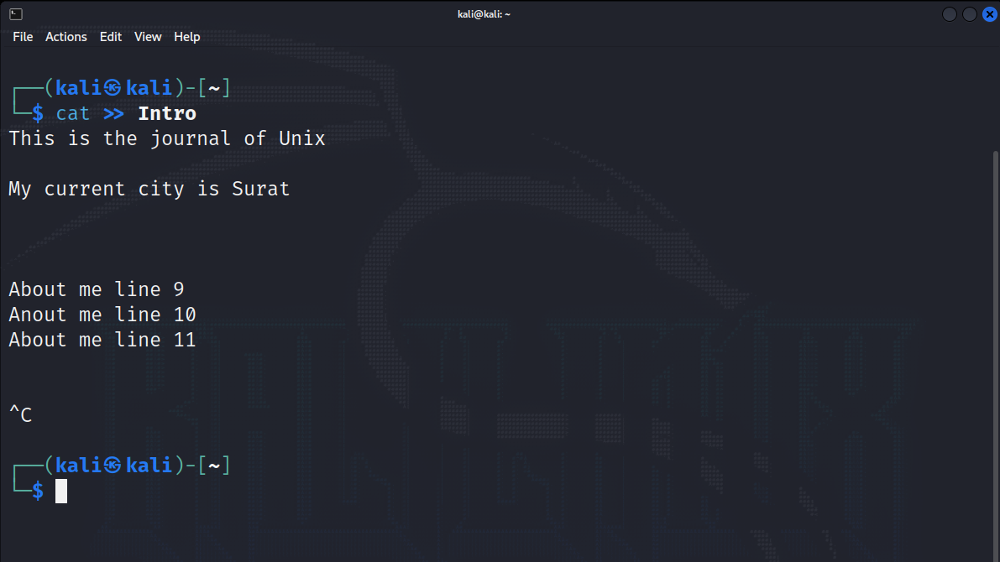 kali@kali: ~
File Actions Edit View Help
┌──(kali㉿kali)-[~]
└─$ cat >> Intro
This is the journal of Unix
My current city is Surat
About me line 9
Anout me line 10
About me line 11
^C
┌──(kali㉿kali)-[~]
└─$